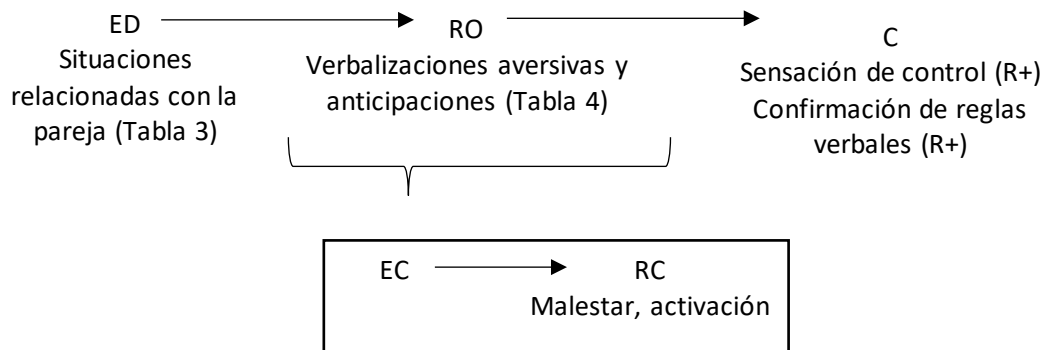 ED
Situaciones
relacionadas con la
pareja (Tabla 3)
RO
Verbalizaciones aversivas y
anticipaciones (Tabla 4)
C
Sensación de control (R+)
Confirmación de reglas
verbales (R+)
EC
RC
Malestar, activación